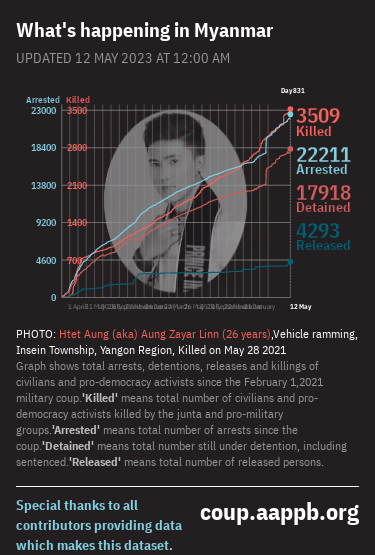 What's happening in Myanmar
UPDATED 12 MAY 2023 AT 12:00 AM
Day831
Arrested Killed
23000 3500
3509
Killed
18400 2800
22211
Arrested
13800 2100
17918
Detained
9200 1400
4293
Released
4600 700
0
12 May
PHOTO: Htet Aung (aka) Aung Zayar Linn (26 years),Vehicle ramming,
Insein Township, Yangon Region, Killed on May 28 2021
Graph shows total arrests, detentions, releases and killings of
civilians and pro-democracy activists since the February 1,2021
military coup.'Killed' means total number of civilians and pro-
democracy activists killed by the junta and pro-military
groups.'Arrested' means total number of arrests since the
coup.'Detained' means total number still under detention, including
sentenced.'Released' means total number of released persons.
Special thanks to all
contributors providing data
which makes this dataset.
coup.aappb.org